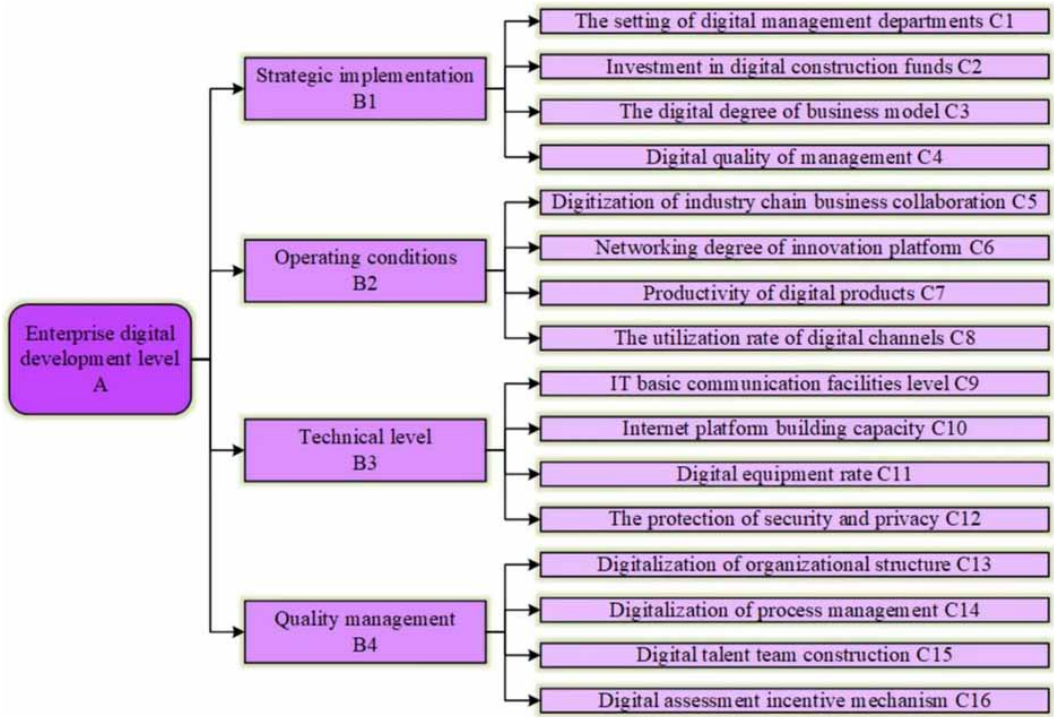 The setting of digital management departments C1
Investment in digital construction funds C2
Strategic implementation
B1
The digital degree of business model C3
Digital quality of management C4
Digitization of industry chain business collaboration C5
Networking degree of innovation platform C6
Operating conditions
B2
Productivity of digital products C7
The utilization rate of digital channels C8
Enterprise digital
development level
A
IT basic communication facilities level C9
Internet platform building capacity C10
Technical level
B3
Digital equipment rate C11
The protection of security and privacy C12
Digitalization of organizational structure C13
Digitalization of process management C14
Quality management
B4
Digital talent team construction C15
Digital assessment incentive mechanism C16